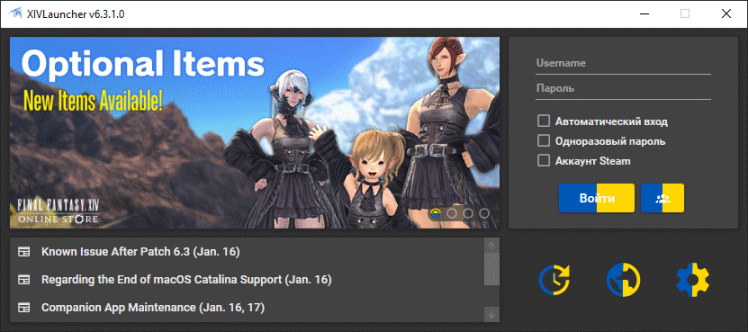 XIVLauncher v6.3.1.0
Optional Items
New Items Available!
FINAL FANTASY XIV
ONLINE STORE
Username
Пароль
Автоматический вход
Одноразовый пароль
Аккаунт Steam
Войти
Known Issue After Patch 6.3 (Jan. 16)
Regarding the End of macOS Catalina Support (Jan. 16)
Companion App Maintenance (Jan. 16, 17)